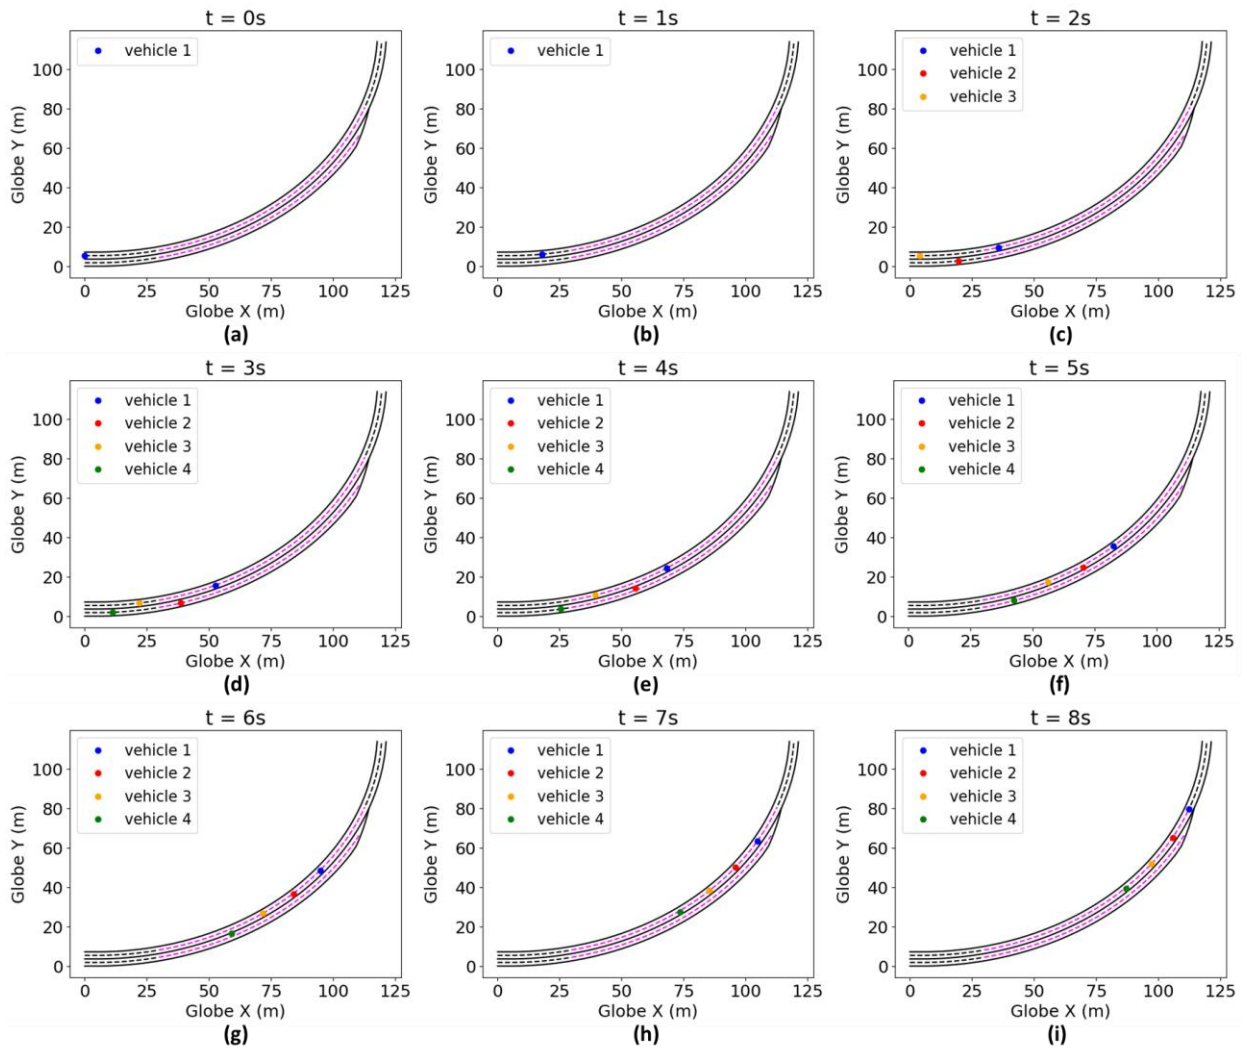 t = 0s
vehicle 1
Globe Y (m)
100
80
60
40
20
0
0 25 50 75 100 125
Globe X (m)
(a)
t = 1s
vehicle 1
Globe Y (m)
100
80
60
40
20
0
0 25 50 75 100 125
Globe X (m)
(b)
t = 2s
vehicle 1
vehicle 2
vehicle 3
Globe Y (m)
100
80
60
40
20
0
0 25 50 75 100 125
Globe X (m)
(c)
t = 3s
vehicle 1
vehicle 2
vehicle 3
vehicle 4
Globe Y (m)
100
80
60
40
20
0
0 25 50 75 100 125
Globe X (m)
(d)
t = 4s
vehicle 1
vehicle 2
vehicle 3
vehicle 4
Globe Y (m)
100
80
60
40
20
0
0 25 50 75 100 125
Globe X (m)
(e)
t = 5s
vehicle 1
vehicle 2
vehicle 3
vehicle 4
Globe Y (m)
100
80
60
40
20
0
0 25 50 75 100 125
Globe X (m)
(f)
t = 6s
vehicle 1
vehicle 2
vehicle 3
vehicle 4
Globe Y (m)
100
80
60
40
20
0
0 25 50 75 100 125
Globe X (m)
(g)
t = 7s
vehicle 1
vehicle 2
vehicle 3
vehicle 4
Globe Y (m)
100
80
60
40
20
0
0 25 50 75 100 125
Globe X (m)
(h)
t = 8s
vehicle 1
vehicle 2
vehicle 3
vehicle 4
Globe Y (m)
100
80
60
40
20
0
0 25 50 75 100 125
Globe X (m)
(i)